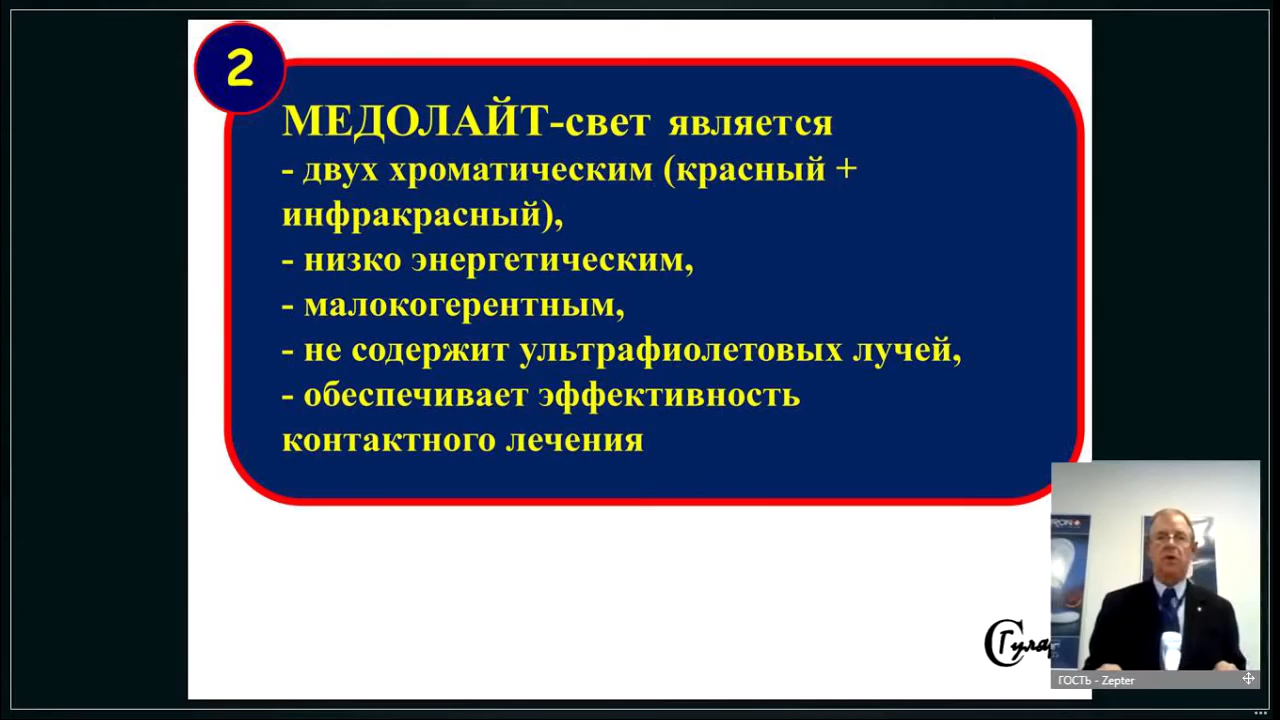 2
МЕДОЛАЙТ-свет является
- двух хроматическим (красный +
инфракрасный),
- низко энергетическим,
- малокогерентным,
- не содержит ультрафиолетовых лучей,
- обеспечивает эффективность
контактного лечения
ГОСТЬ - Zepter